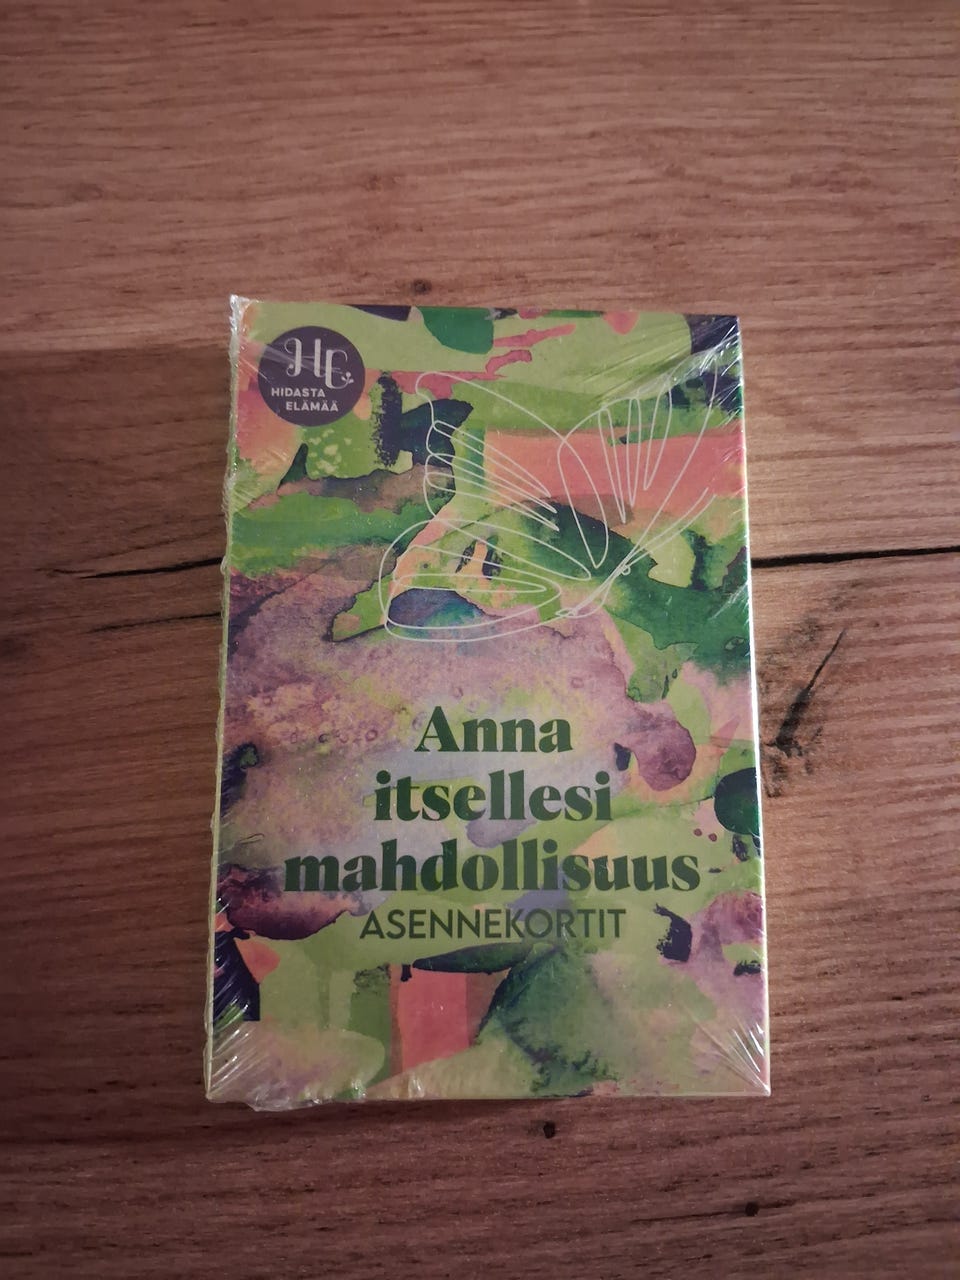 HE
HIDASTA
ELÄMÄÄ
Anna
itsellesi
mahdollisuus
ASENNEKORTIT